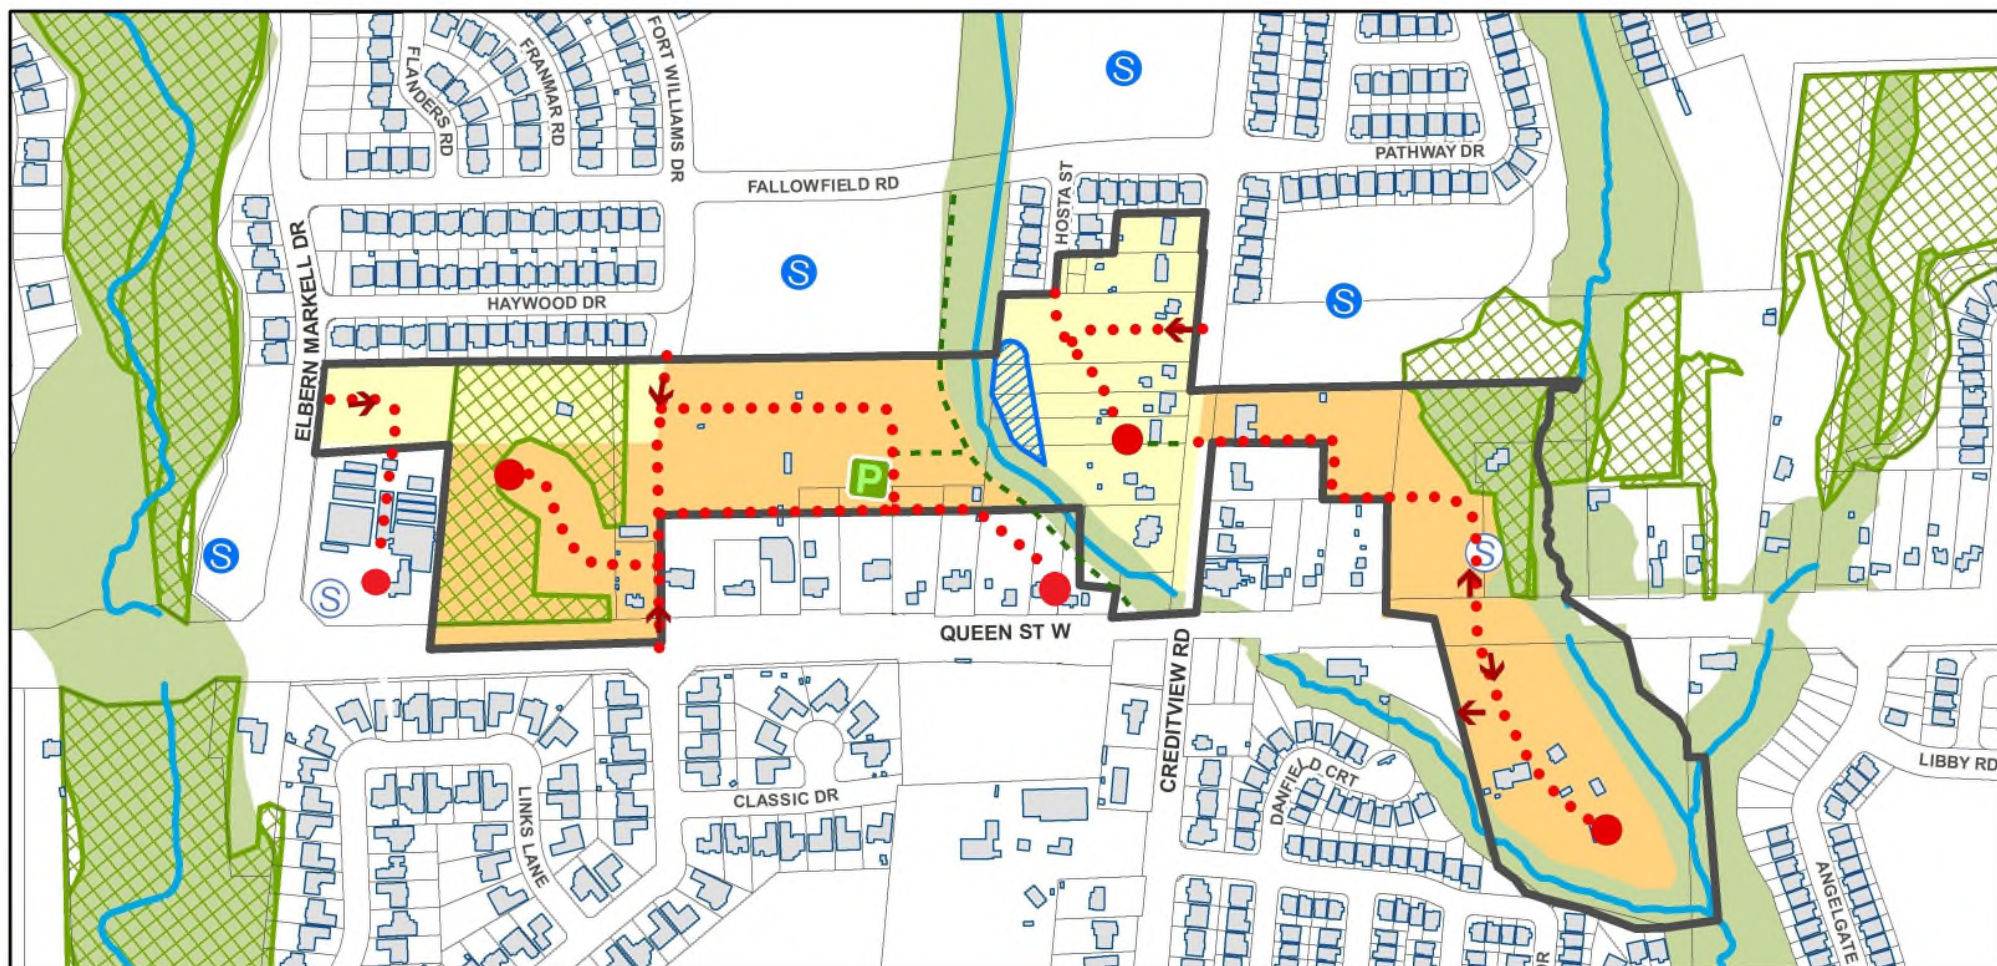 FLANDERS RD
FRANMAR RD
FORT WILLIAMS DR
S
PATHWAY DR
FALLOWFIELD RD
HOSTA ST
ELBERN MARKELL DR
S
S
HAYWOOD DR
P
S
S
S
QUEEN ST W
CREDITVIEW RD
LIBBY RD
DANFIELD CRT
CLASSIC DR
LINKS LANE
ANGELGATE
DR